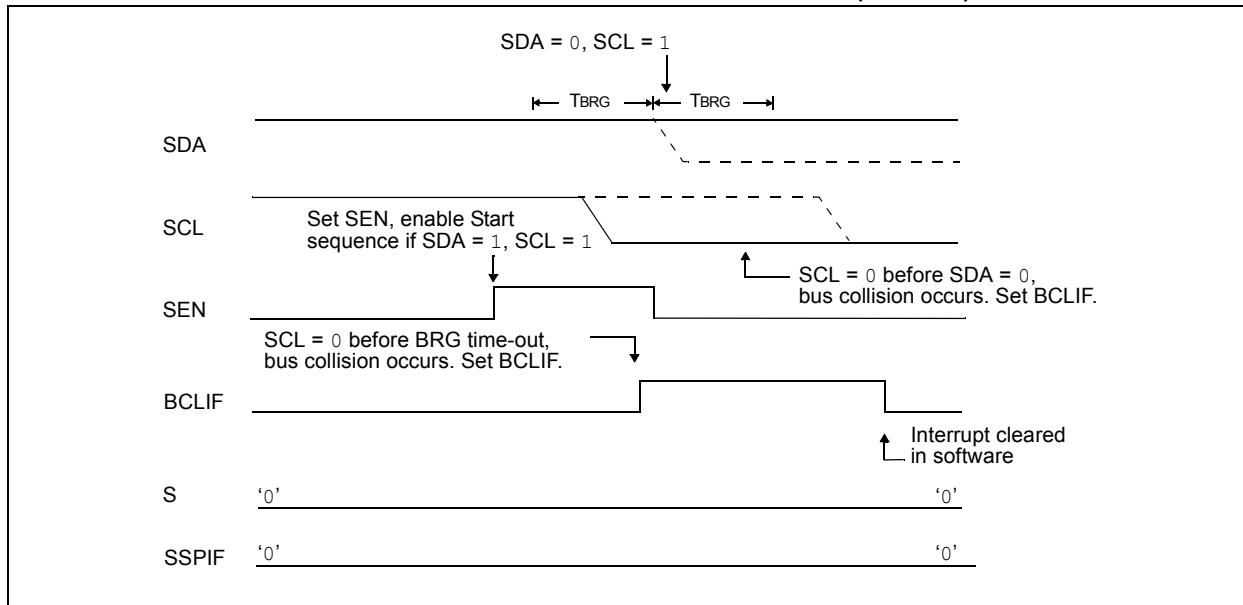 SDA = 0, SCL = 1
TBRG TBRG
SDA
SCL
Set SEN, enable Start
sequence if SDA = 1, SCL = 1
SCL = 0 before SDA = 0,
bus collision occurs. Set BCLIF.
SEN
SCL = 0 before BRG time-out,
bus collision occurs. Set BCLIF.
BCLIF
Interrupt cleared
in software
S ‘0’ ‘0’
SSPIF ‘0’ ‘0’